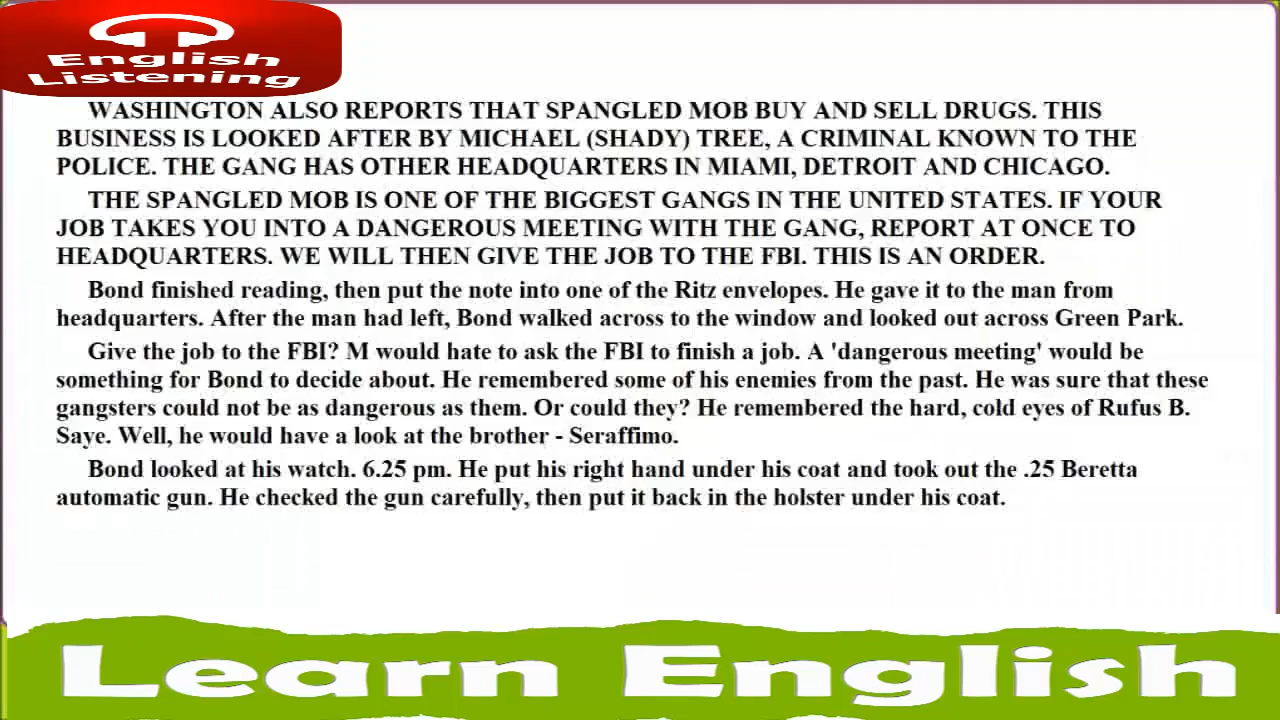 English
Listening
WASHINGTON ALSO REPORTS THAT SPANGLED MOB BUY AND SELL DRUGS. THIS
BUSINESS IS LOOKED AFTER BY MICHAEL (SHADY) TREE, A CRIMINAL KNOWN TO THE
POLICE. THE GANG HAS OTHER HEADQUARTERS IN MIAMI, DETROIT AND CHICAGO.
THE SPANGLED MOB IS ONE OF THE BIGGEST GANGS IN THE UNITED STATES. IF YOUR
JOB TAKES YOU INTO A DANGEROUS MEETING WITH THE GANG, REPORT AT ONCE TO
HEADQUARTERS. WE WILL THEN GIVE THE JOB TO THE FBI. THIS IS AN ORDER.
Bond finished reading, then put the note into one of the Ritz envelopes. He gave it to the man from
headquarters. After the man had left, Bond walked across to the window and looked out across Green Park.
Give the job to the FBI? M would hate to ask the FBI to finish a job. A 'dangerous meeting' would be
something for Bond to decide about. He remembered some of his enemies from the past. He was sure that these
gangsters could not be as dangerous as them. Or could they? He remembered the hard, cold eyes of Rufus B.
Saye. Well, he would have a look at the brother - Seraffimo.
Bond looked at his watch. 6.25 pm. He put his right hand under his coat and took out the .25 Beretta
automatic gun. He checked the gun carefully, then put it back in the holster under his coat.
Learn English